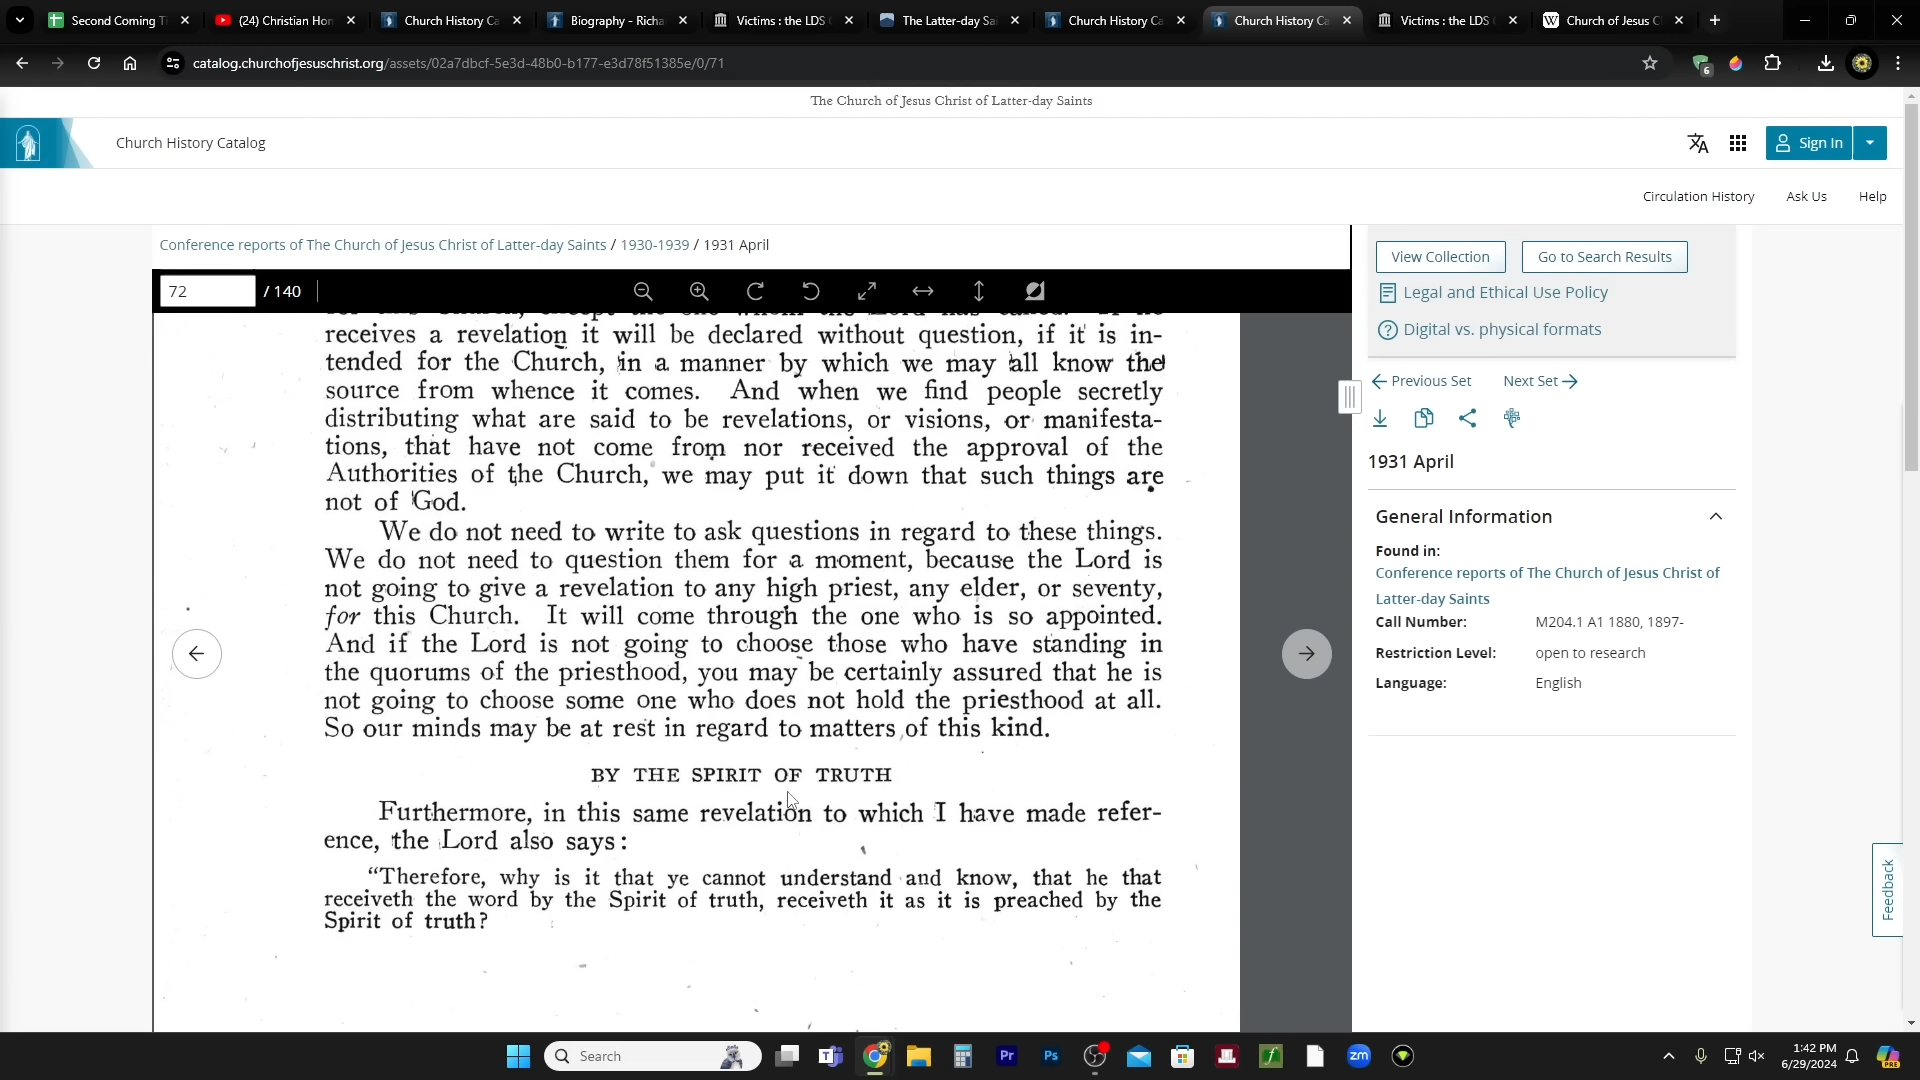 Second Coming T
(24) Christian Hor
Church History Ca
Biography - Richa
Victims : the LDS
The Latter-day Sa
Church History Ca
Church History Ca
Victims : the LDS
Church of Jesus C
catalog.churchofjesuschrist.org/assets/02a7dbcf-5e3d-48b0-b177-e3d78f51385e/0/71
6
The Church of Jesus Christ of Latter-day Saints
Church History Catalog
Sign In
Circulation History
Ask Us
Help
Conference reports of The Church of Jesus Christ of Latter-day Saints / 1930-1939 / 1931 April
72 / 140
receives a revelation it will be declared without question, if it is in-
tended for the Church, in a manner by which we may all know the
source from whence it comes. And when we find people secretly
distributing what are said to be revelations, or visions, or manifesta-
tions, that have not come from nor received the approval of the
Authorities of the Church, we may put it down that such things are
not of God.
We do not need to write to ask questions in regard to these things.
We do not need to question them for a moment, because the Lord is
not going to give a revelation to any high priest, any elder, or seventy,
for this Church. It will come through the one who is so appointed.
And if the Lord is not going to choose those who have standing in
the quorums of the priesthood, you may be certainly assured that he is
not going to choose some one who does not hold the priesthood at all.
So our minds may be at rest in regard to matters of this kind.
BY THE SPIRIT OF TRUTH
Furthermore, in this same revelation to which I have made refer-
ence, the Lord also says:
"Therefore, why is it that ye cannot understand and know, that he that
receiveth the word by the Spirit of truth, receiveth it as it is preached by the
Spirit of truth?
View Collection
Go to Search Results
Legal and Ethical Use Policy
Digital vs. physical formats
Previous Set
Next Set
1931 April
General Information
Found in:
Conference reports of The Church of Jesus Christ of
Latter-day Saints
Call Number: M204.1 A1 1880, 1897-
Restriction Level: open to research
Language: English
Feedback
Search
Pr
Ps
zm
1:42 PM
6/29/2024